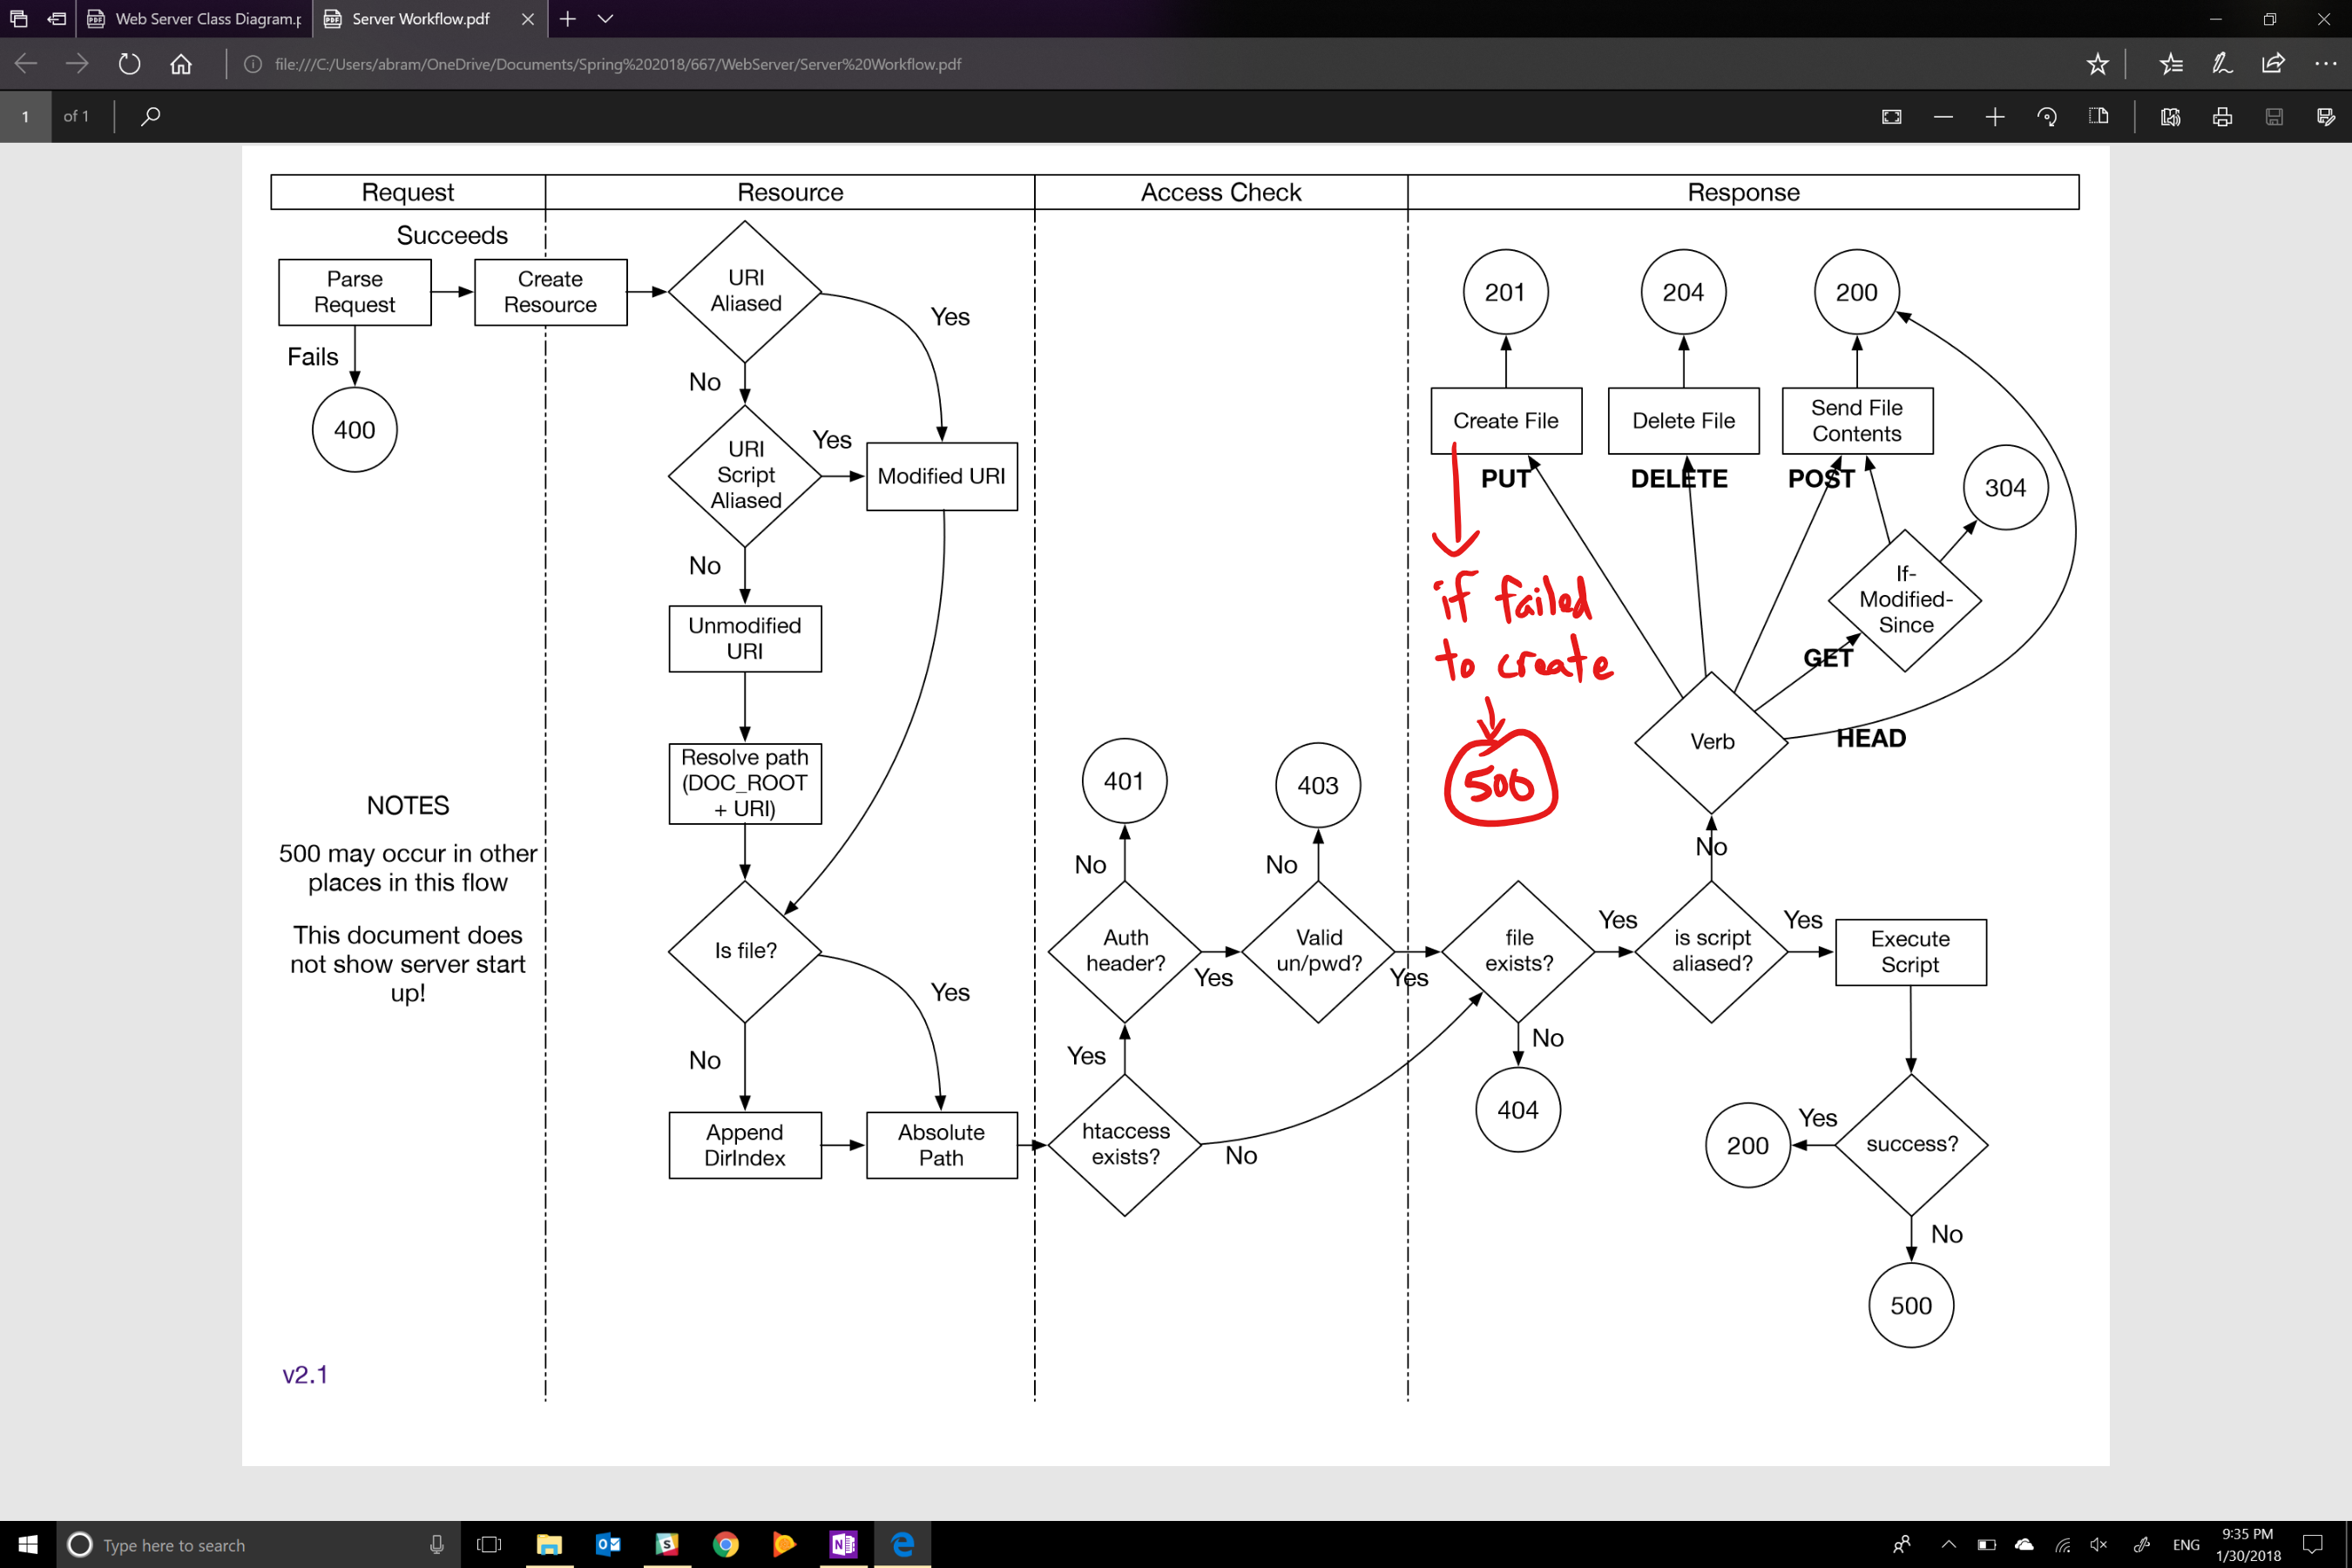 Web Server Class Diagram.p
Server Workflow.pdf
file:///C:/Users/abram/OneDrive/Documents/Spring%202018/667/WebServer/Server%20Workflow.pdf
1
of 1
Request
Resource
Access Check
Response
Succeeds
Parse
Request
Create
Resource
Fails
400
URI
Aliased
Yes
No
URI
Script
Aliased
Yes
Modified URI
No
Unmodified
URI
Resolve path
(DOC_ROOT
+ URI)
Is file?
Yes
No
Append
DirIndex
Absolute
Path
NOTES
500 may occur in other
places in this flow
This document does
not show server start
up!
v2.1
401
403
No
No
Auth
header?
Yes
Valid
un/pwd?
Yes
Yes
htaccess
exists?
No
201
204
200
Create File
Delete File
Send File
Contents
PUT
DELETE
POST
304
if failed
to create
500
If-
Modified-
Since
GET
Verb
HEAD
No
file
exists?
Yes
is script
aliased?
Yes
Execute
Script
No
404
200
Yes
success?
No
500
Type here to search
ENG
9:35 PM
1/30/2018